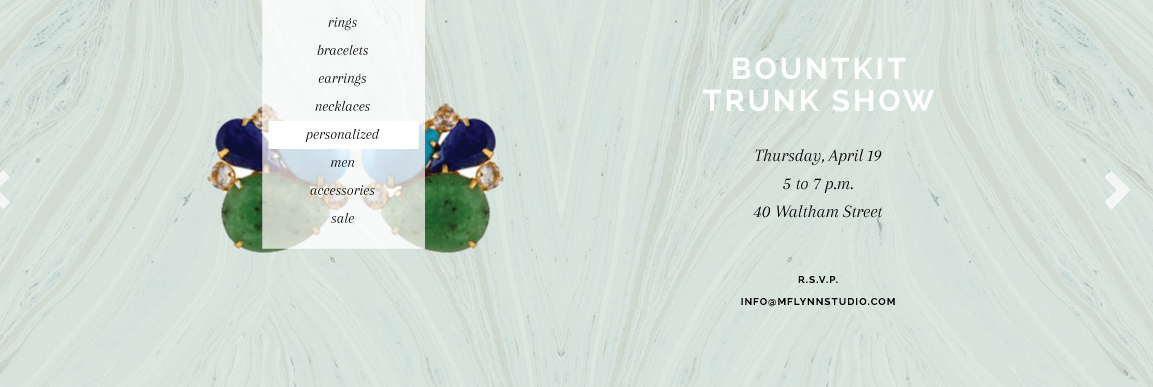 rings
bracelets
earrings
necklaces
personalized
men
accessories
sale
BOUNTKIT
TRUNK SHOW
Thursday, April 19
5 to 7 p.m.
40 Waltham Street
R.S.V.P.
INFO@MFLYNNSTUDIO.COM